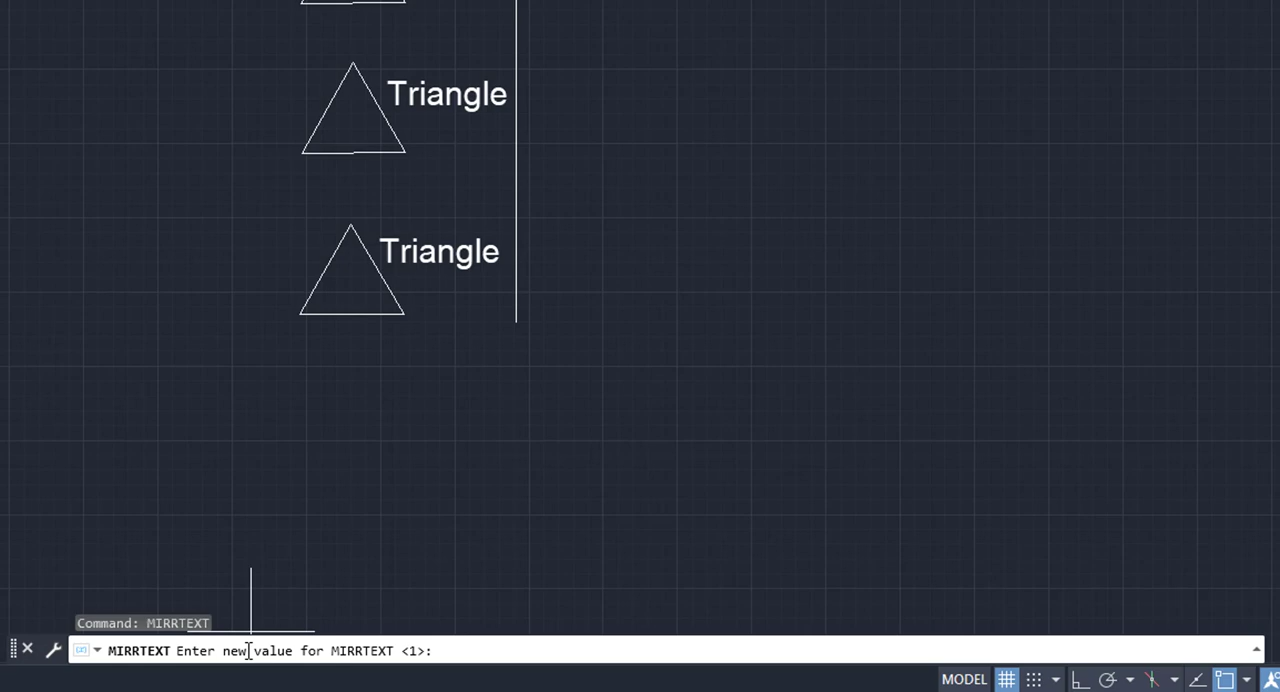 Triangle
Triangle
Command: MIRRTEXT
MIRRTEXT Enter new value for MIRRTEXT <1>:
MODEL